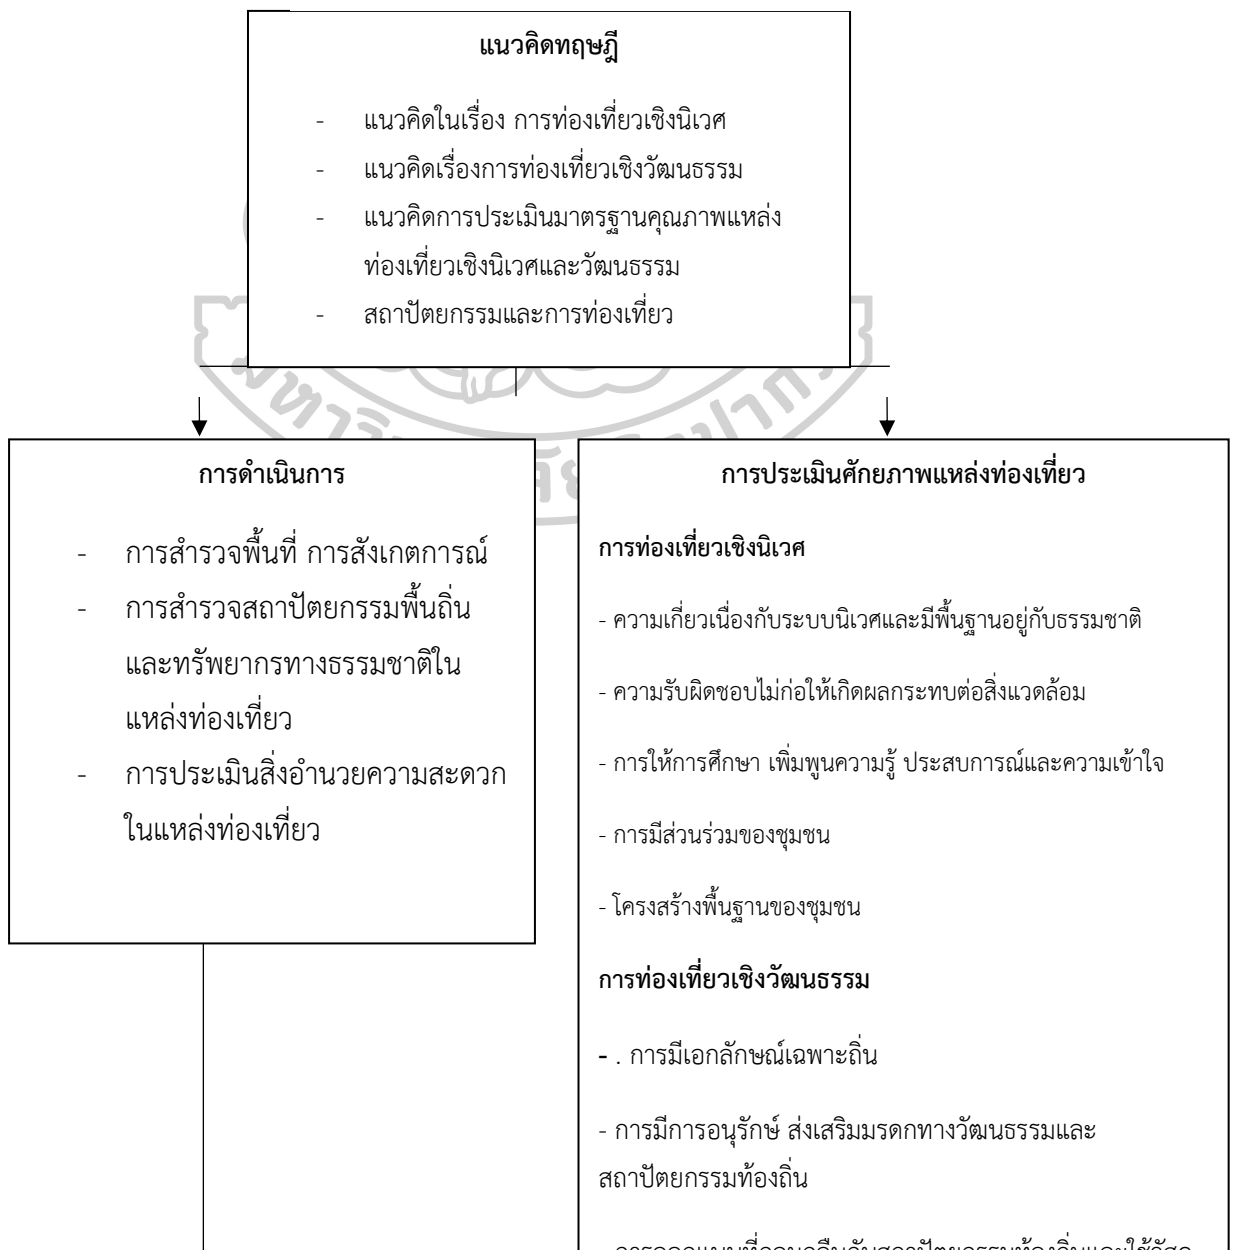 แนวคิดทฤษฎี
- แนวคิดในเรื่อง การท่องเที่ยวเชิงนิเวศ
- แนวคิดเรื่องการท่องเที่ยวเชิงวัฒนธรรม
- แนวคิดการประเมินมาตรฐานคุณภาพแหล่ง
ท่องเที่ยวเชิงนิเวศและวัฒนธรรม
- สถาปัตยกรรมและการท่องเที่ยว
การดำเนินการ
- การสำรวจพื้นที่ การสังเกตการณ์
- การสำรวจสถาปัตยกรรมพื้นถิ่น
และทรัพยากรทางธรรมชาติใน
แหล่งท่องเที่ยว
- การประเมินสิ่งอำนวยความสะดวก
ในแหล่งท่องเที่ยว
การประเมินศักยภาพแหล่งท่องเที่ยว
การท่องเที่ยวเชิงนิเวศ
- ความเกี่ยวเนื่องกับระบบนิเวศและมีพื้นฐานอยู่กับธรรมชาติ
- ความรับผิดชอบไม่ก่อให้เกิดผลกระทบต่อสิ่งแวดล้อม
- การให้การศึกษา เพิ่มพูนความรู้ ประสบการณ์และความเข้าใจ
- การมีส่วนร่วมของชุมชน
- โครงสร้างพื้นฐานของชุมชน
การท่องเที่ยวเชิงวัฒนธรรม
- . การมีเอกลักษณ์เฉพาะถิ่น
- การมีการอนุรักษ์ ส่งเสริมมรดกทางวัฒนธรรมและ
สถาปัตยกรรมท้องถิ่น